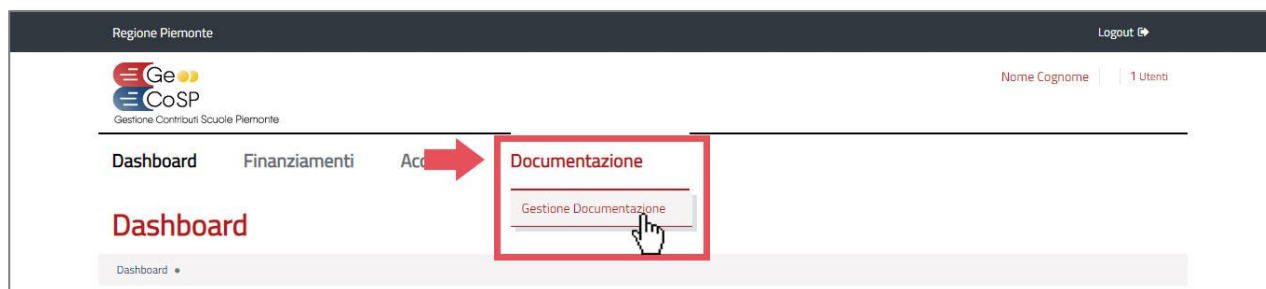 Regione Piemonte Logout
Geo
CoSP
Gestione Contributi Scuole Piemonte
Nome Cognome 1 Utenti
Dashboard Finanziamenti Documentazione
Gestione Documentazione
Dashboard
Dashboard